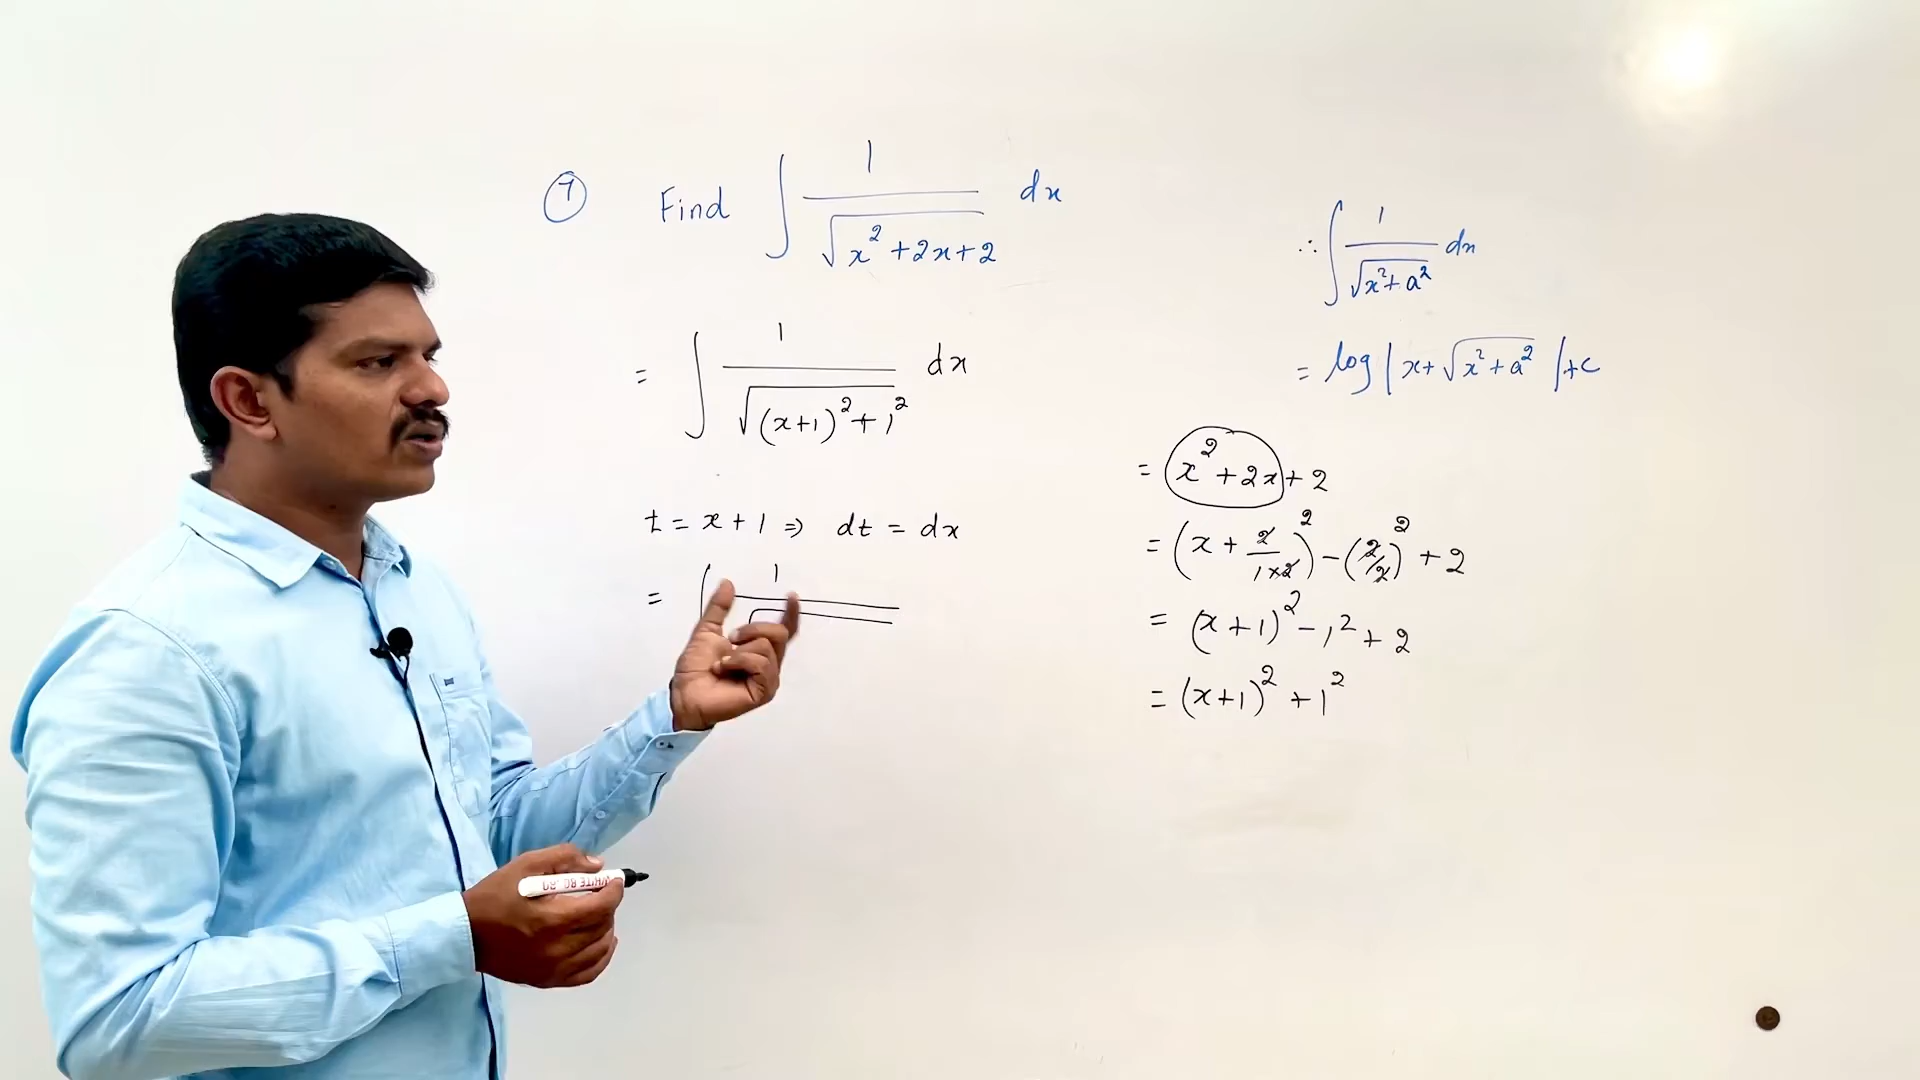 ⑦ Find ∫ 1/√(x² + 2x + 2) dx
= ∫ 1/√((x+1)² + 1²) dx
t = x + 1 ⇒ dt = dx
= ∫ 1/√
∴ ∫ 1/√(x² + a²) dx
= log |x + √(x² + a²)| + c
= x² + 2x + 2
= (x + 2/(1×2))² − (2/2)² + 2
= (x+1)² − 1² + 2
= (x+1)² + 1²